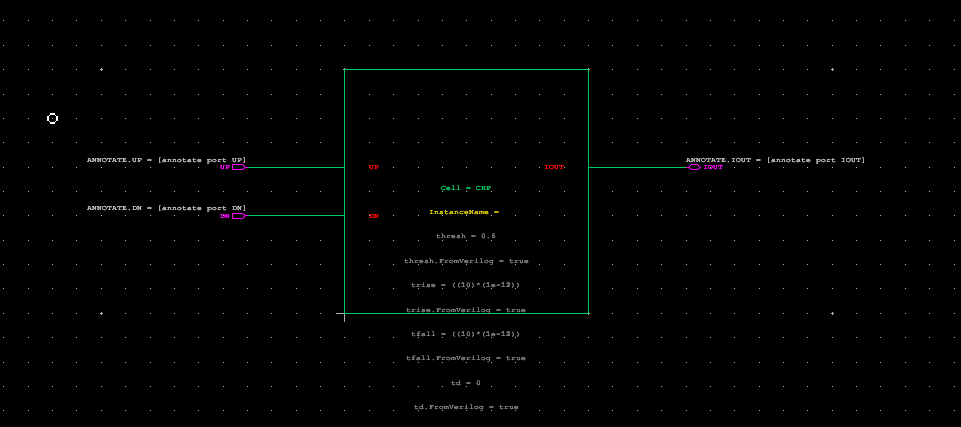 ANNOTATE.UP = [annotate port UP]
ANNOTATE.IOUT = [annotate port IOUT]
UP
UP
IOUT
IOUT
Cell = CHP
ANNOTATE.DN = [annotate port DN]
InstanceName =
DN
DN
thresh = 0.6
thresh.FromVerilog = true
trise = ((10)*(1e-12))
trise.FromVerilog = true
tfall = ((10)*(1e-12))
tfall.FromVerilog = true
td = 0
td.FromVerilog = true